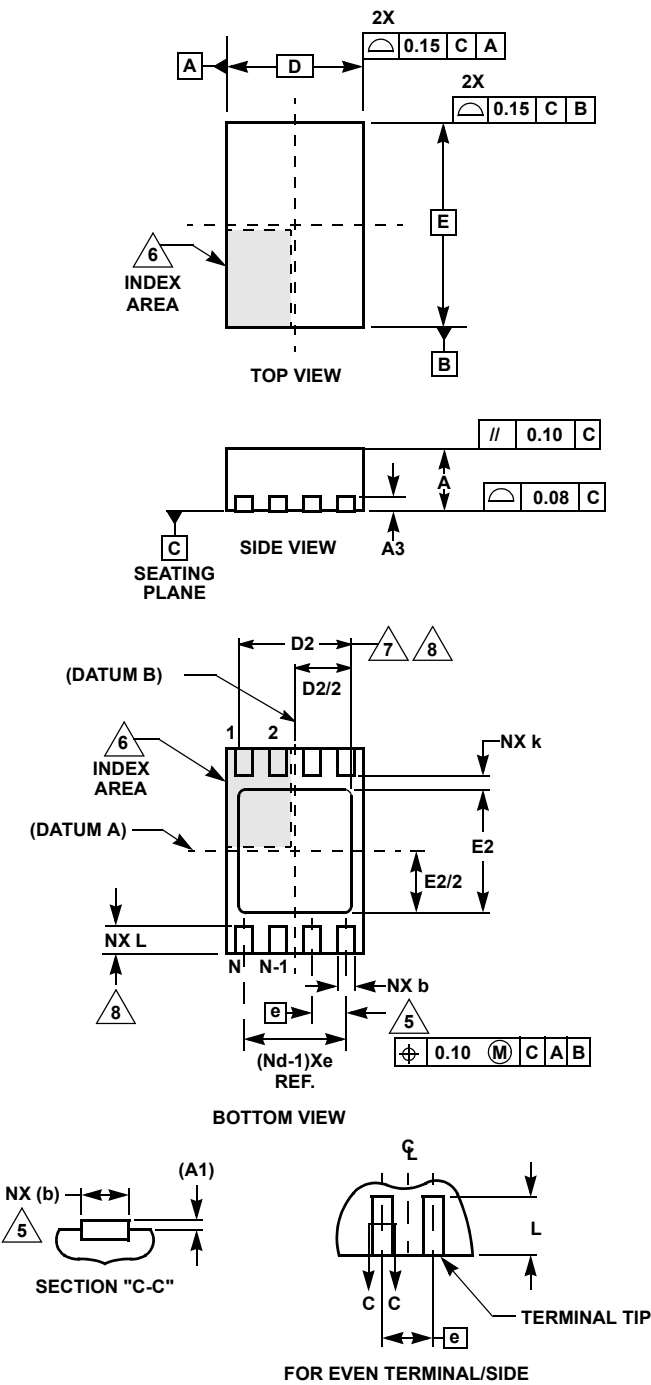 2X
⌓ 0.15 C A
A
D
2X
⌓ 0.15 C B
E
6
INDEX
AREA
B
TOP VIEW
// 0.10 C
A
⌓ 0.08 C
C
SIDE VIEW
A3
SEATING
PLANE
D2
7 8
(DATUM B)
D2/2
1 2
6
INDEX
AREA
NX k
(DATUM A)
E2
E2/2
NX L
N N-1
NX b
8
e
5
(Nd-1)Xe
REF.
⌖ 0.10 Ⓜ C A B
BOTTOM VIEW
℄
(A1)
NX (b)
5
L
SECTION "C-C"
C C
TERMINAL TIP
e
FOR EVEN TERMINAL/SIDE